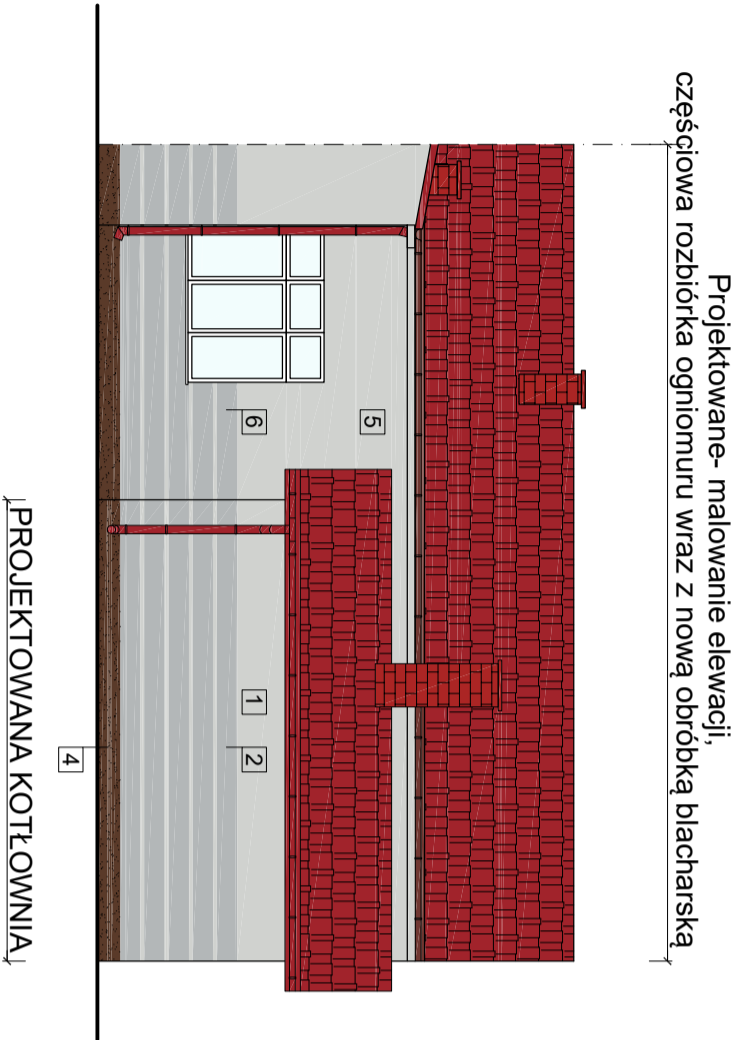 Projektowane- malowanie elewacji,
częściowa rozbiórka ogniomuru wraz z nową obróbką blacharską
5
6
1
2
4
PROJEKTOWANA KOTŁOWNIA